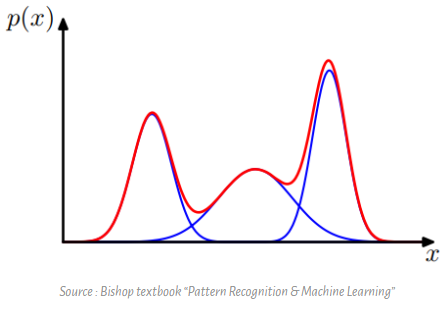 p(x)
x
Source : Bishop textbook "Pattern Recognition & Machine Learning"